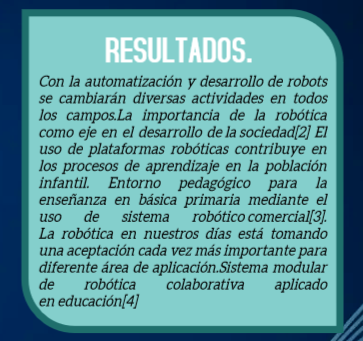 RESULTADOS.
Con la automatización y desarrollo de robots
se cambiarán diversas actividades en todos
los campos.La importancia de la robótica
como eje en el desarrollo de la sociedad[2] El
uso de plataformas robóticas contribuye en
los procesos de aprendizaje en la población
infantil. Entorno pedagógico para la
enseñanza en básica primaria mediante el
uso de sistema robótico comercial[3].
La robótica en nuestros días está tomando
una aceptación cada vez más importante para
diferente área de aplicación.Sistema modular
de robótica colaborativa aplicado
en educación[4]